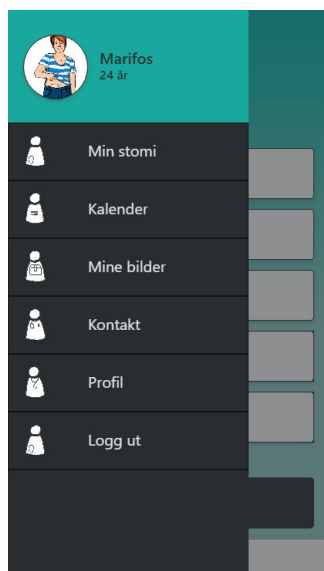 Marifos
24 år
Min stomi
Kalender
Mine bilder
Kontakt
Profil
Logg ut